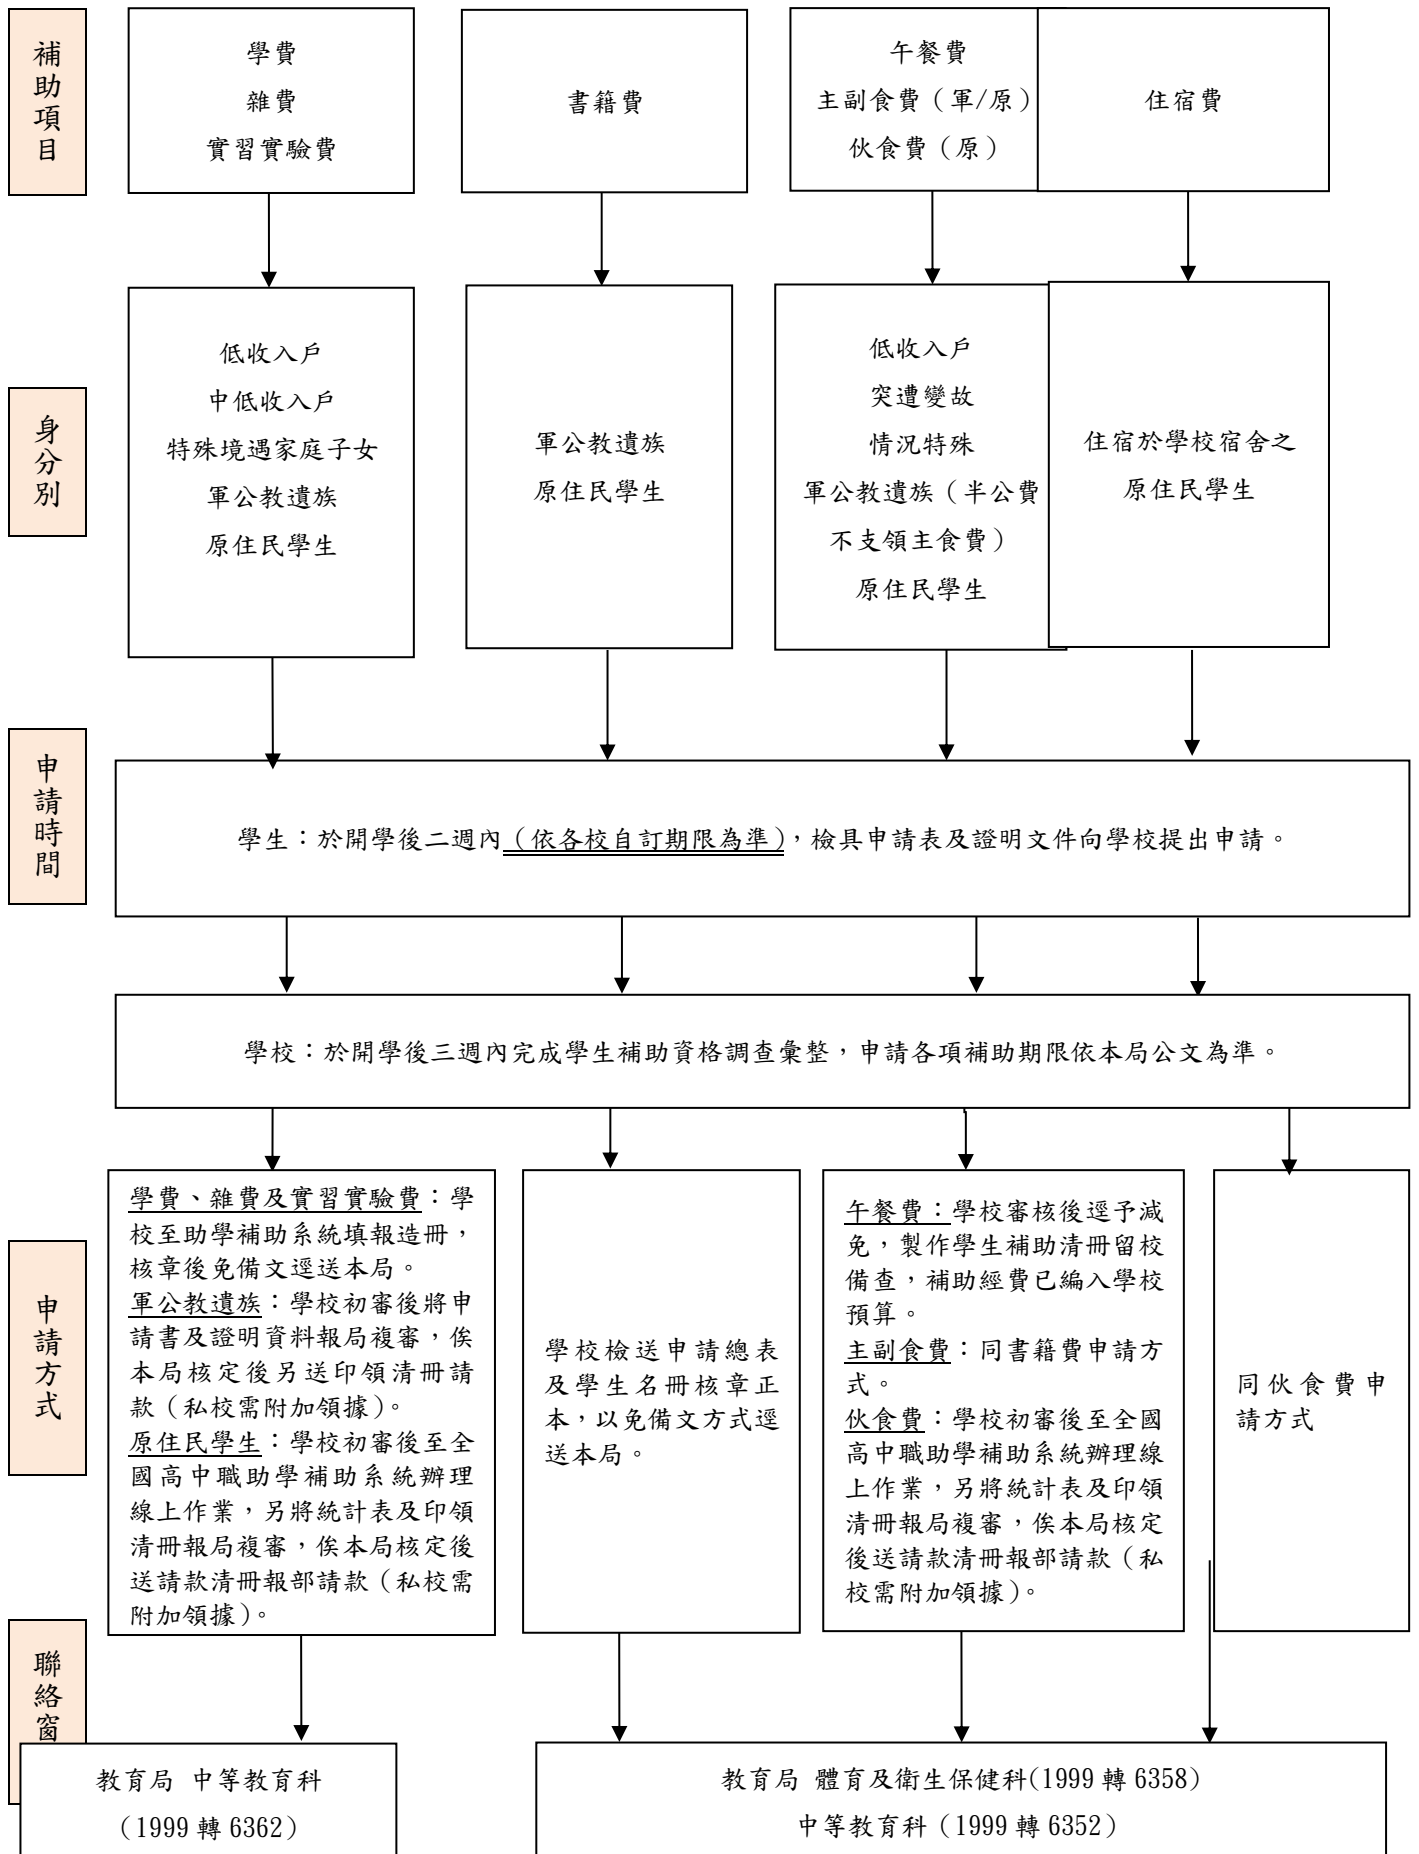 補助項目
學費
雜費
實習實驗費
書籍費
午餐費
主副食費（軍/原）
伙食費（原）
住宿費
身分別
低收入戶
中低收入戶
特殊境遇家庭子女
軍公教遺族
原住民學生
軍公教遺族
原住民學生
低收入戶
突遭變故
情況特殊
軍公教遺族（半公費
不支領主食費）
原住民學生
住宿於學校宿舍之
原住民學生
申請時間
學生：於開學後二週內（依各校自訂期限為準），檢具申請表及證明文件向學校提出申請。
學校：於開學後三週內完成學生補助資格調查彙整，申請各項補助期限依本局公文為準。
申請方式
學費、雜費及實習實驗費：學
校至助學補助系統填報造冊，
核章後免備文逕送本局。
軍公教遺族：學校初審後將申
請書及證明資料報局複審，俟
本局核定後另送印領清冊請
款（私校需附加領據）。
原住民學生：學校初審後至全
國高中職助學補助系統辦理
線上作業，另將統計表及印領
清冊報局複審，俟本局核定後
送請款清冊報部請款（私校需
附加領據）。
學校檢送申請總表
及學生名冊核章正
本，以免備文方式逕
送本局。
午餐費：學校審核後逕予減
免，製作學生補助清冊留校
備查，補助經費已編入學校
預算。
主副食費：同書籍費申請方
式。
伙食費：學校初審後至全國
高中職助學補助系統辦理線
上作業，另將統計表及印領
清冊報局複審，俟本局核定
後送請款清冊報部請款（私
校需附加領據）。
同伙食費申
請方式
聯絡窗
教育局 中等教育科
（1999 轉 6362）
教育局 體育及衛生保健科(1999 轉 6358）
中等教育科（1999 轉 6352）